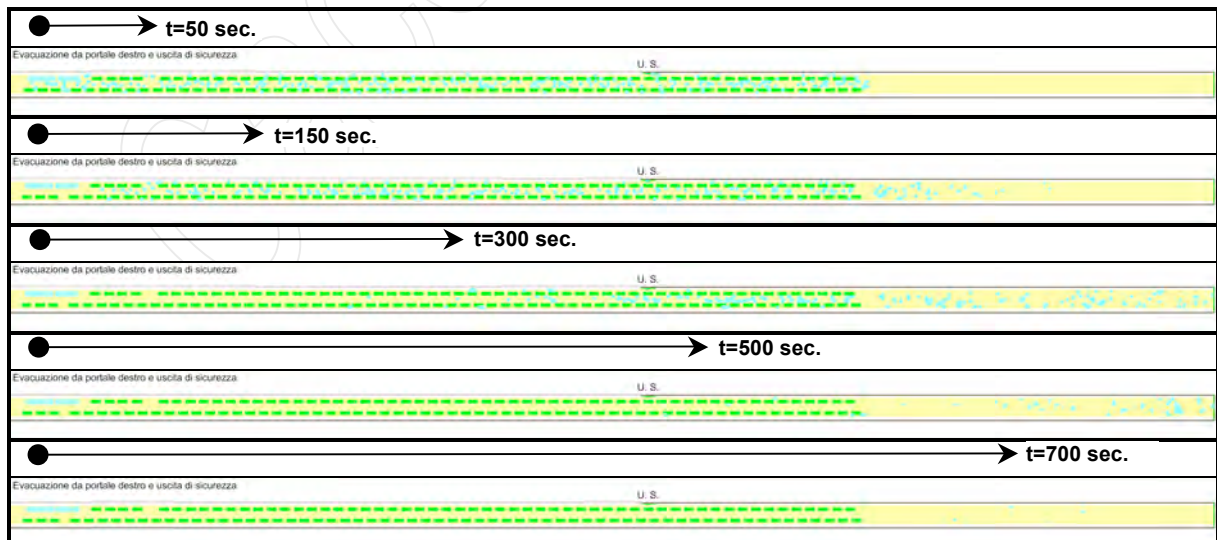 t=50 sec.
Evacuazione da portale destro e uscita di sicurezza
U. S.
t=150 sec.
Evacuazione da portale destro e uscita di sicurezza
U. S.
t=300 sec.
Evacuazione da portale destro e uscita di sicurezza
U. S.
t=500 sec.
Evacuazione da portale destro e uscita di sicurezza
U. S.
t=700 sec.
Evacuazione da portale destro e uscita di sicurezza
U. S.